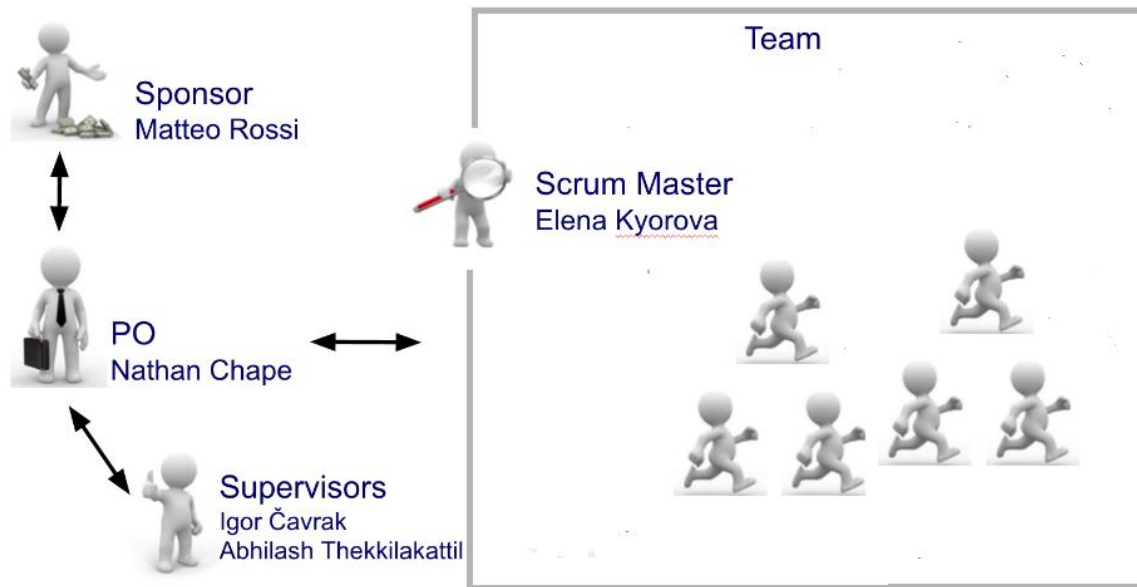 Team
Sponsor
Matteo Rossi
Scrum Master
Elena Kyorova
PO
Nathan Chape
Supervisors
Igor Čavrak
Abhilash Thekkilakattil